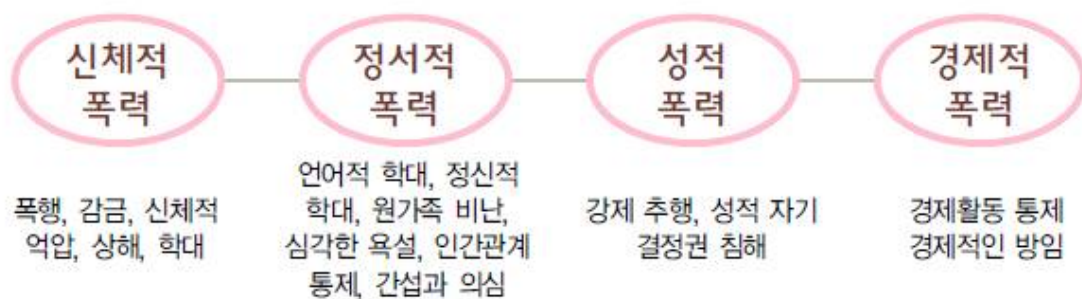 신체적
폭력
정서적
폭력
성적
폭력
경제적
폭력
폭행, 감금, 신체적
억압, 상해, 학대
언어적 학대, 정신적
학대, 원가족 비난,
심각한 욕설, 인간관계
통제, 간섭과 의심
강제 추행, 성적 자기
결정권 침해
경제활동 통제
경제적인 방임